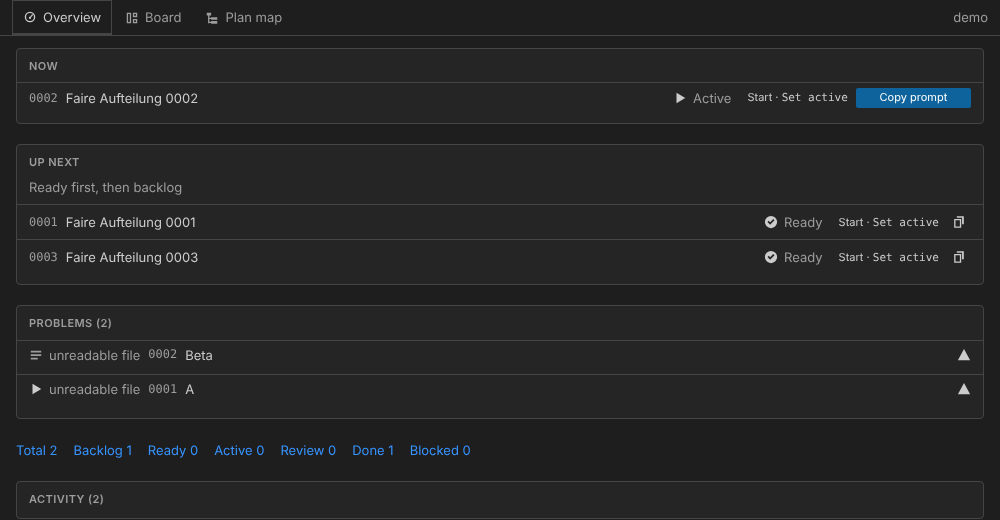 Overview Board Plan map demo
NOW
0002 Faire Aufteilung 0002 Active Start · Set active Copy prompt
UP NEXT
Ready first, then backlog
0001 Faire Aufteilung 0001 Ready Start · Set active
0003 Faire Aufteilung 0003 Ready Start · Set active
PROBLEMS (2)
unreadable file 0002 Beta
unreadable file 0001 A
Total 2 Backlog 1 Ready 0 Active 0 Review 0 Done 1 Blocked 0
ACTIVITY (2)